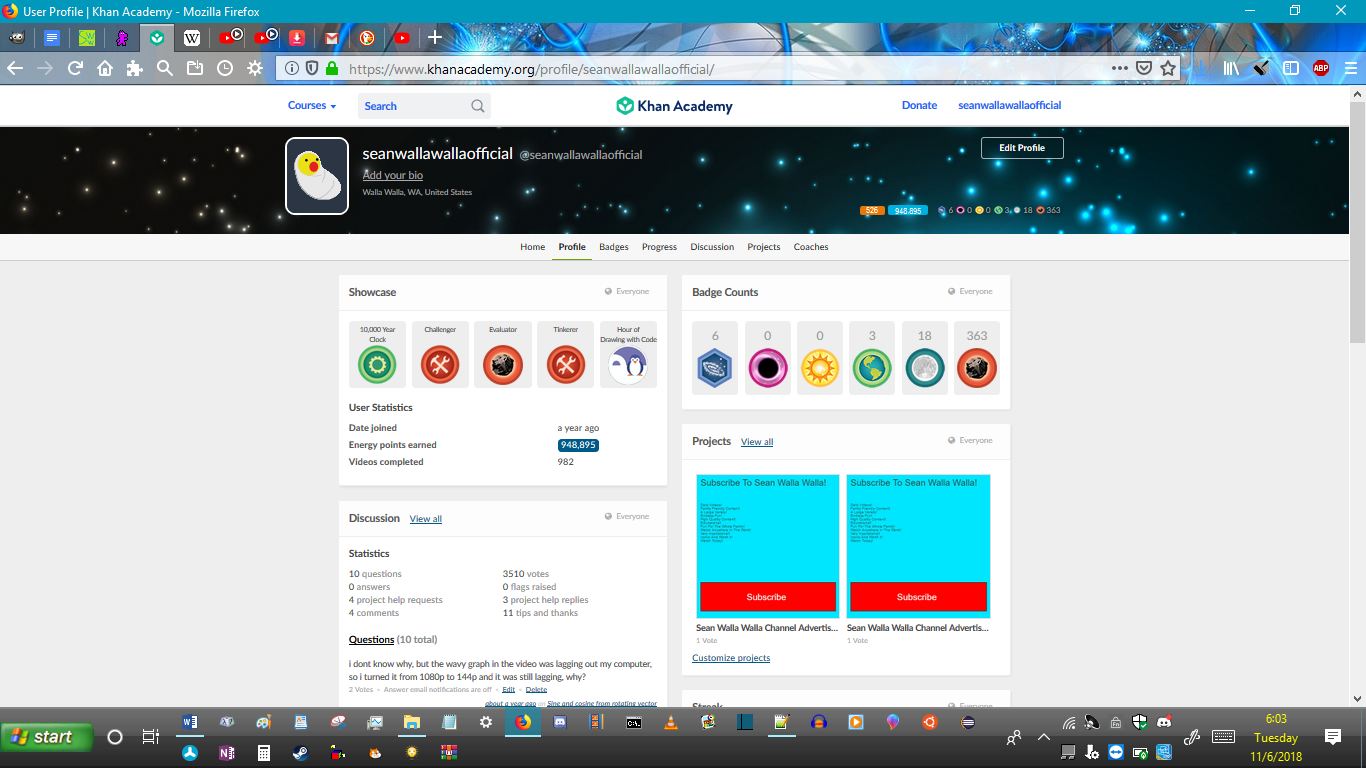 User Profile | Khan Academy - Mozilla Firefox
https://www.khanacademy.org/profile/seanwallawallaofficial/
ABP
Courses
Search
Khan Academy
Donate
seanwallawallaofficial
seanwallawallaofficial @seanwallawallaofficial
Edit Profile
Add your bio
Walla Walla, WA, United States
526 948,895 6 0 0 3 18 363
Home Profile Badges Progress Discussion Projects Coaches
Showcase Everyone
10,000 Year Clock
Challenger
Evaluator
Tinkerer
Hour of Drawing with Code
User Statistics
Date joined a year ago
Energy points earned 948,895
Videos completed 982
Discussion View all Everyone
Statistics
10 questions 3510 votes
0 answers 0 flags raised
4 project help requests 3 project help replies
4 comments 11 tips and thanks
Questions (10 total)
i dont know why, but the wavy graph in the video was lagging out my computer,
so i turned it from 1080p to 144p and it was still lagging, why?
2 Votes • Answer email notifications are off • Edit • Delete
about a year ago on Sine and cosine from rotating vector
Badge Counts Everyone
6 0 0 3 18 363
Projects View all Everyone
Subscribe To Sean Walla Walla!
Subscribe
Sean Walla Walla Channel Advertis...
1 Vote
Subscribe To Sean Walla Walla!
Subscribe
Sean Walla Walla Channel Advertis...
1 Vote
Customize projects
Streak Everyone
start
6:03
Tuesday
11/6/2018